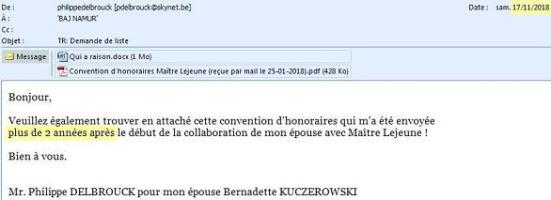 De : philippedelbrouck [pdelbrouck@skynet.be] Date : sam. 17/11/2018
À : 'BAJ NAMUR'
Cc :
Objet : TR: Demande de liste
Message Qui a raison.docx (1 Mo)
Convention d'honoraires Maître Lejeune (reçue par mail le 25-01-2018).pdf (428 Ko)
Bonjour,
Veuillez également trouver en attaché cette convention d'honoraires qui m'a été envoyée
plus de 2 années après le début de la collaboration de mon épouse avec Maître Lejeune !
Bien à vous.
Mr. Philippe DELBROUCK pour mon épouse Bernadette KUCZEROWSKI